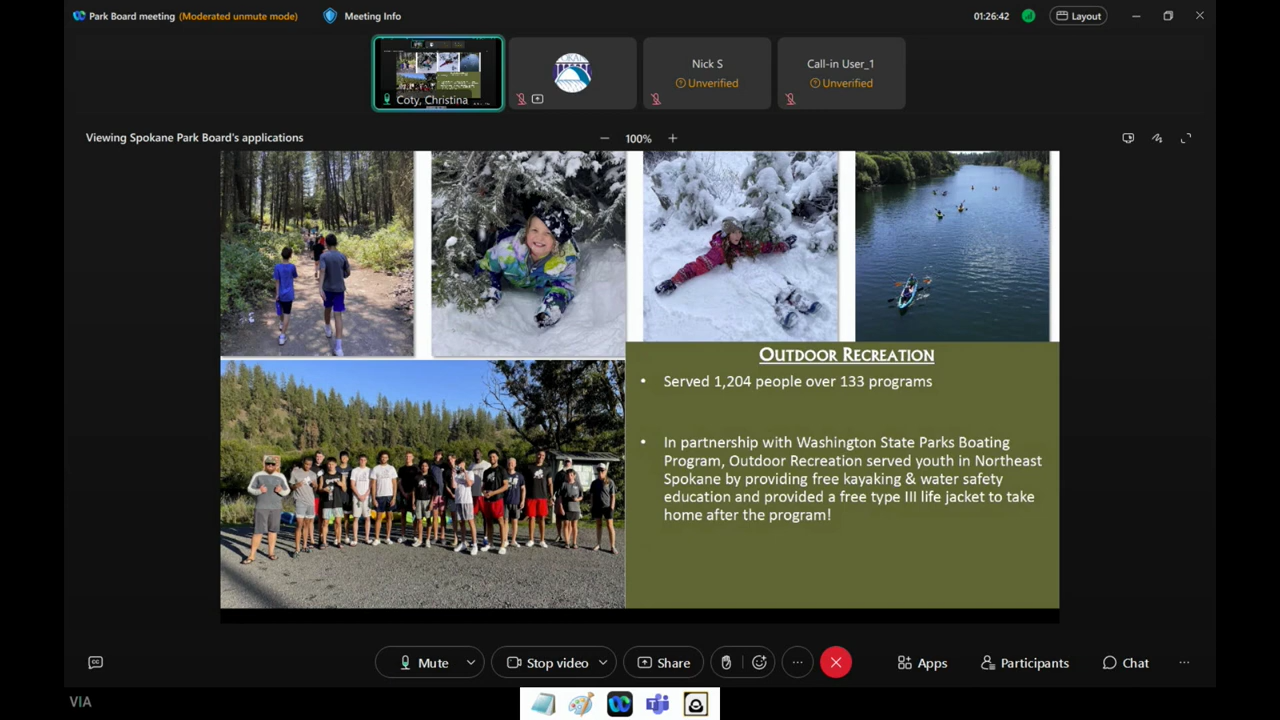 Park Board meeting (Moderated unmute mode)
Meeting Info
01:26:42
Layout
Coty, Christina
Nick S
Unverified
Call-in User_1
Unverified
Viewing Spokane Park Board's applications
100%
OUTDOOR RECREATION
• Served 1,204 people over 133 programs
• In partnership with Washington State Parks Boating
Program, Outdoor Recreation served youth in Northeast
Spokane by providing free kayaking & water safety
education and provided a free type III life jacket to take
home after the program!
Mute
Stop video
Share
Apps
Participants
Chat
VIA